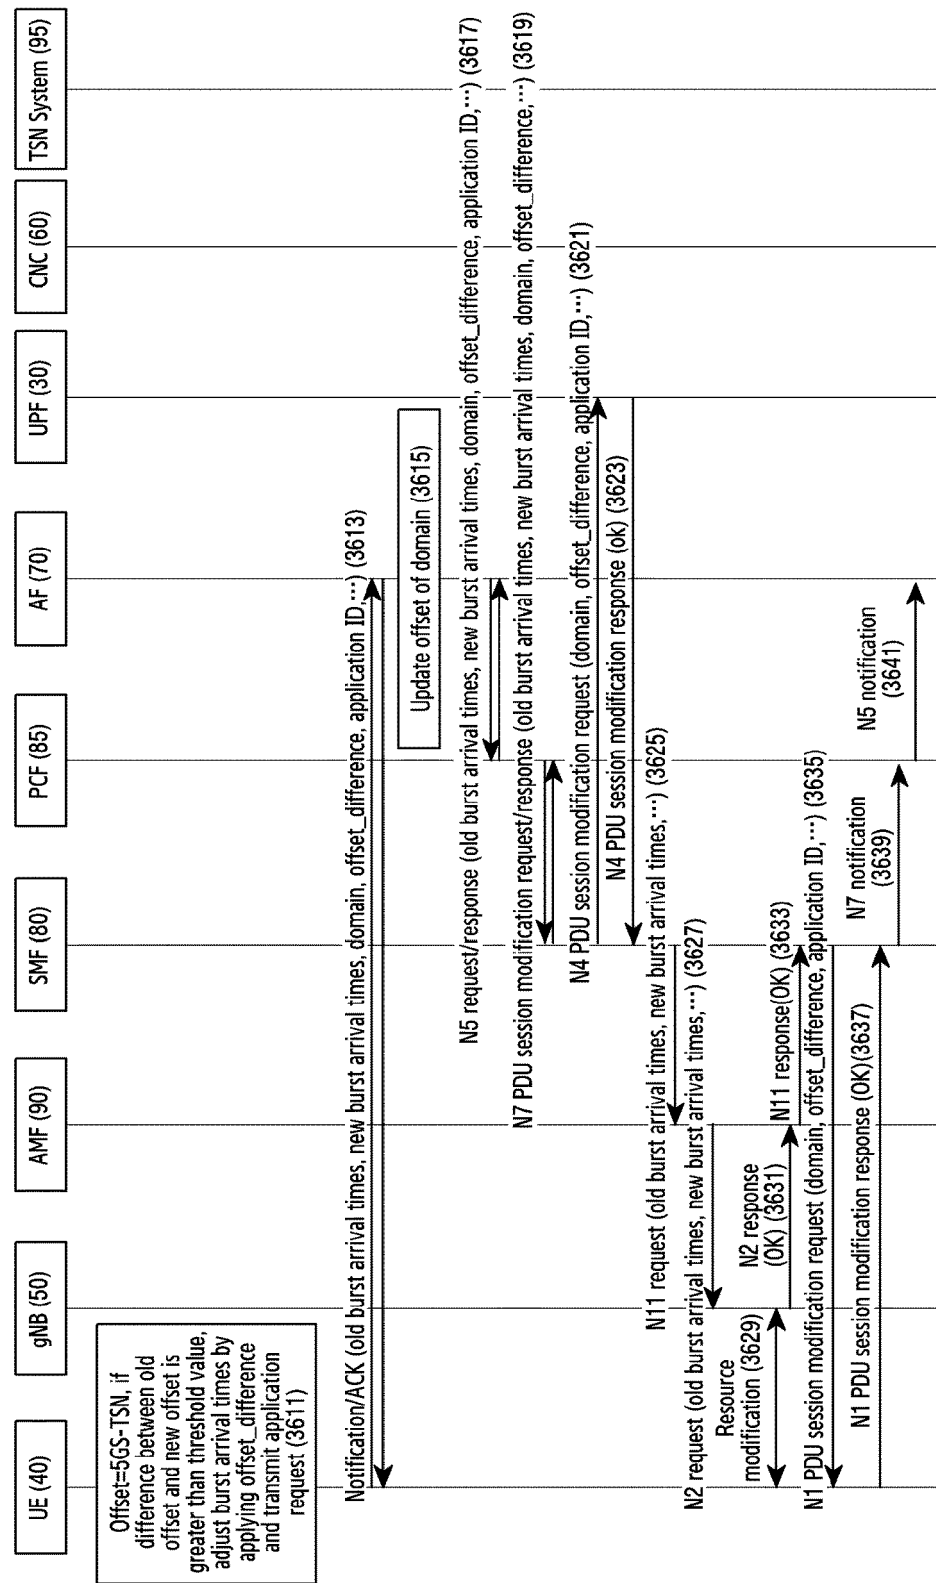 UE (40)
gNB (50)
AMF (90)
SMF (80)
PCF (85)
AF (70)
UPF (30)
CNC (60)
TSN System (95)
Offset=5GS-TSN, if
difference between old
offset and new offset is
greater than threshold value,
adjust burst arrival times by
applying offset_difference
and transmit application
request (3611)
Notification/ACK (old burst arrival times, new burst arrival times, domain, offset_difference, application ID,···) (3613)
Update offset of domain (3615)
N5 request/response (old burst arrival times, new burst arrival times, domain, offset_difference, application ID,···) (3617)
N7 PDU session modification request/response (old burst arrival times, new burst arrival times, domain, offset_difference,···) (3619)
N4 PDU session modification request (domain, offset_difference, application ID,···) (3621)
N4 PDU session modification response (ok) (3623)
N11 request (old burst arrival times, new burst arrival times,···) (3625)
N2 request (old burst arrival times, new burst arrival times,···) (3627)
Resource
modification (3629)
N2 response
(OK) (3631)
N11 response(OK) (3633)
N1 PDU session modification request (domain, offset_difference, application ID,···) (3635)
N1 PDU session modification response (OK)(3637)
N7 notification
(3639)
N5 notification
(3641)